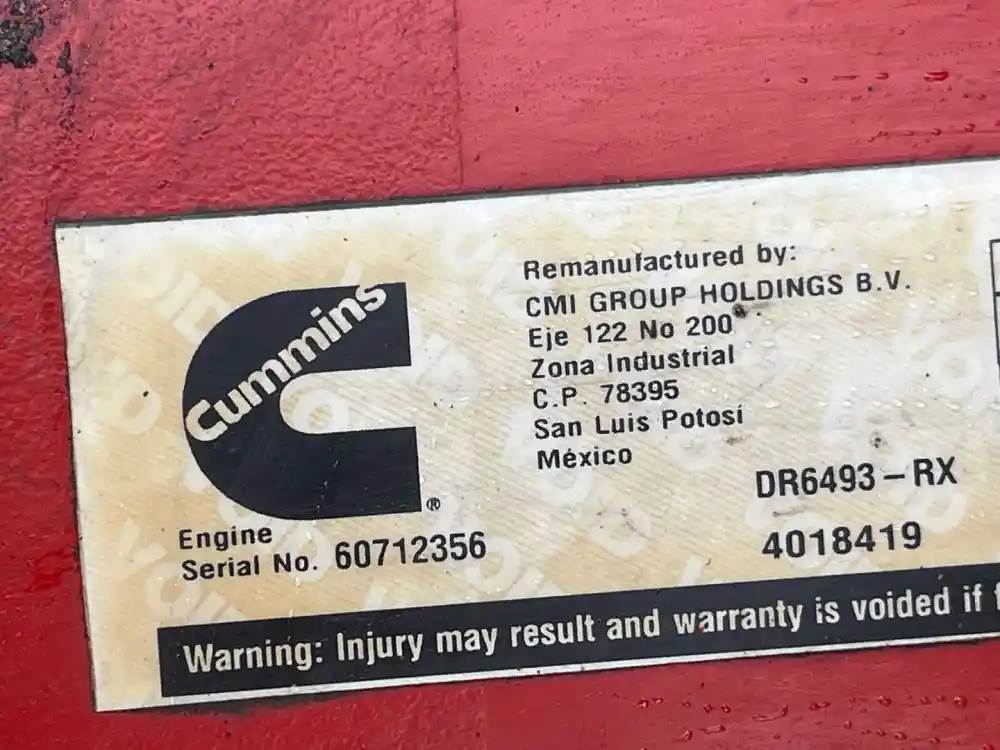 Cummins
®
Engine
Serial No. 60712356
Remanufactured by:
CMI GROUP HOLDINGS B.V.
Eje 122 No 200
Zona Industrial
C.P. 78395
San Luis Potosí
México
DR6493-RX
4018419
Warning: Injury may result and warranty is voided if